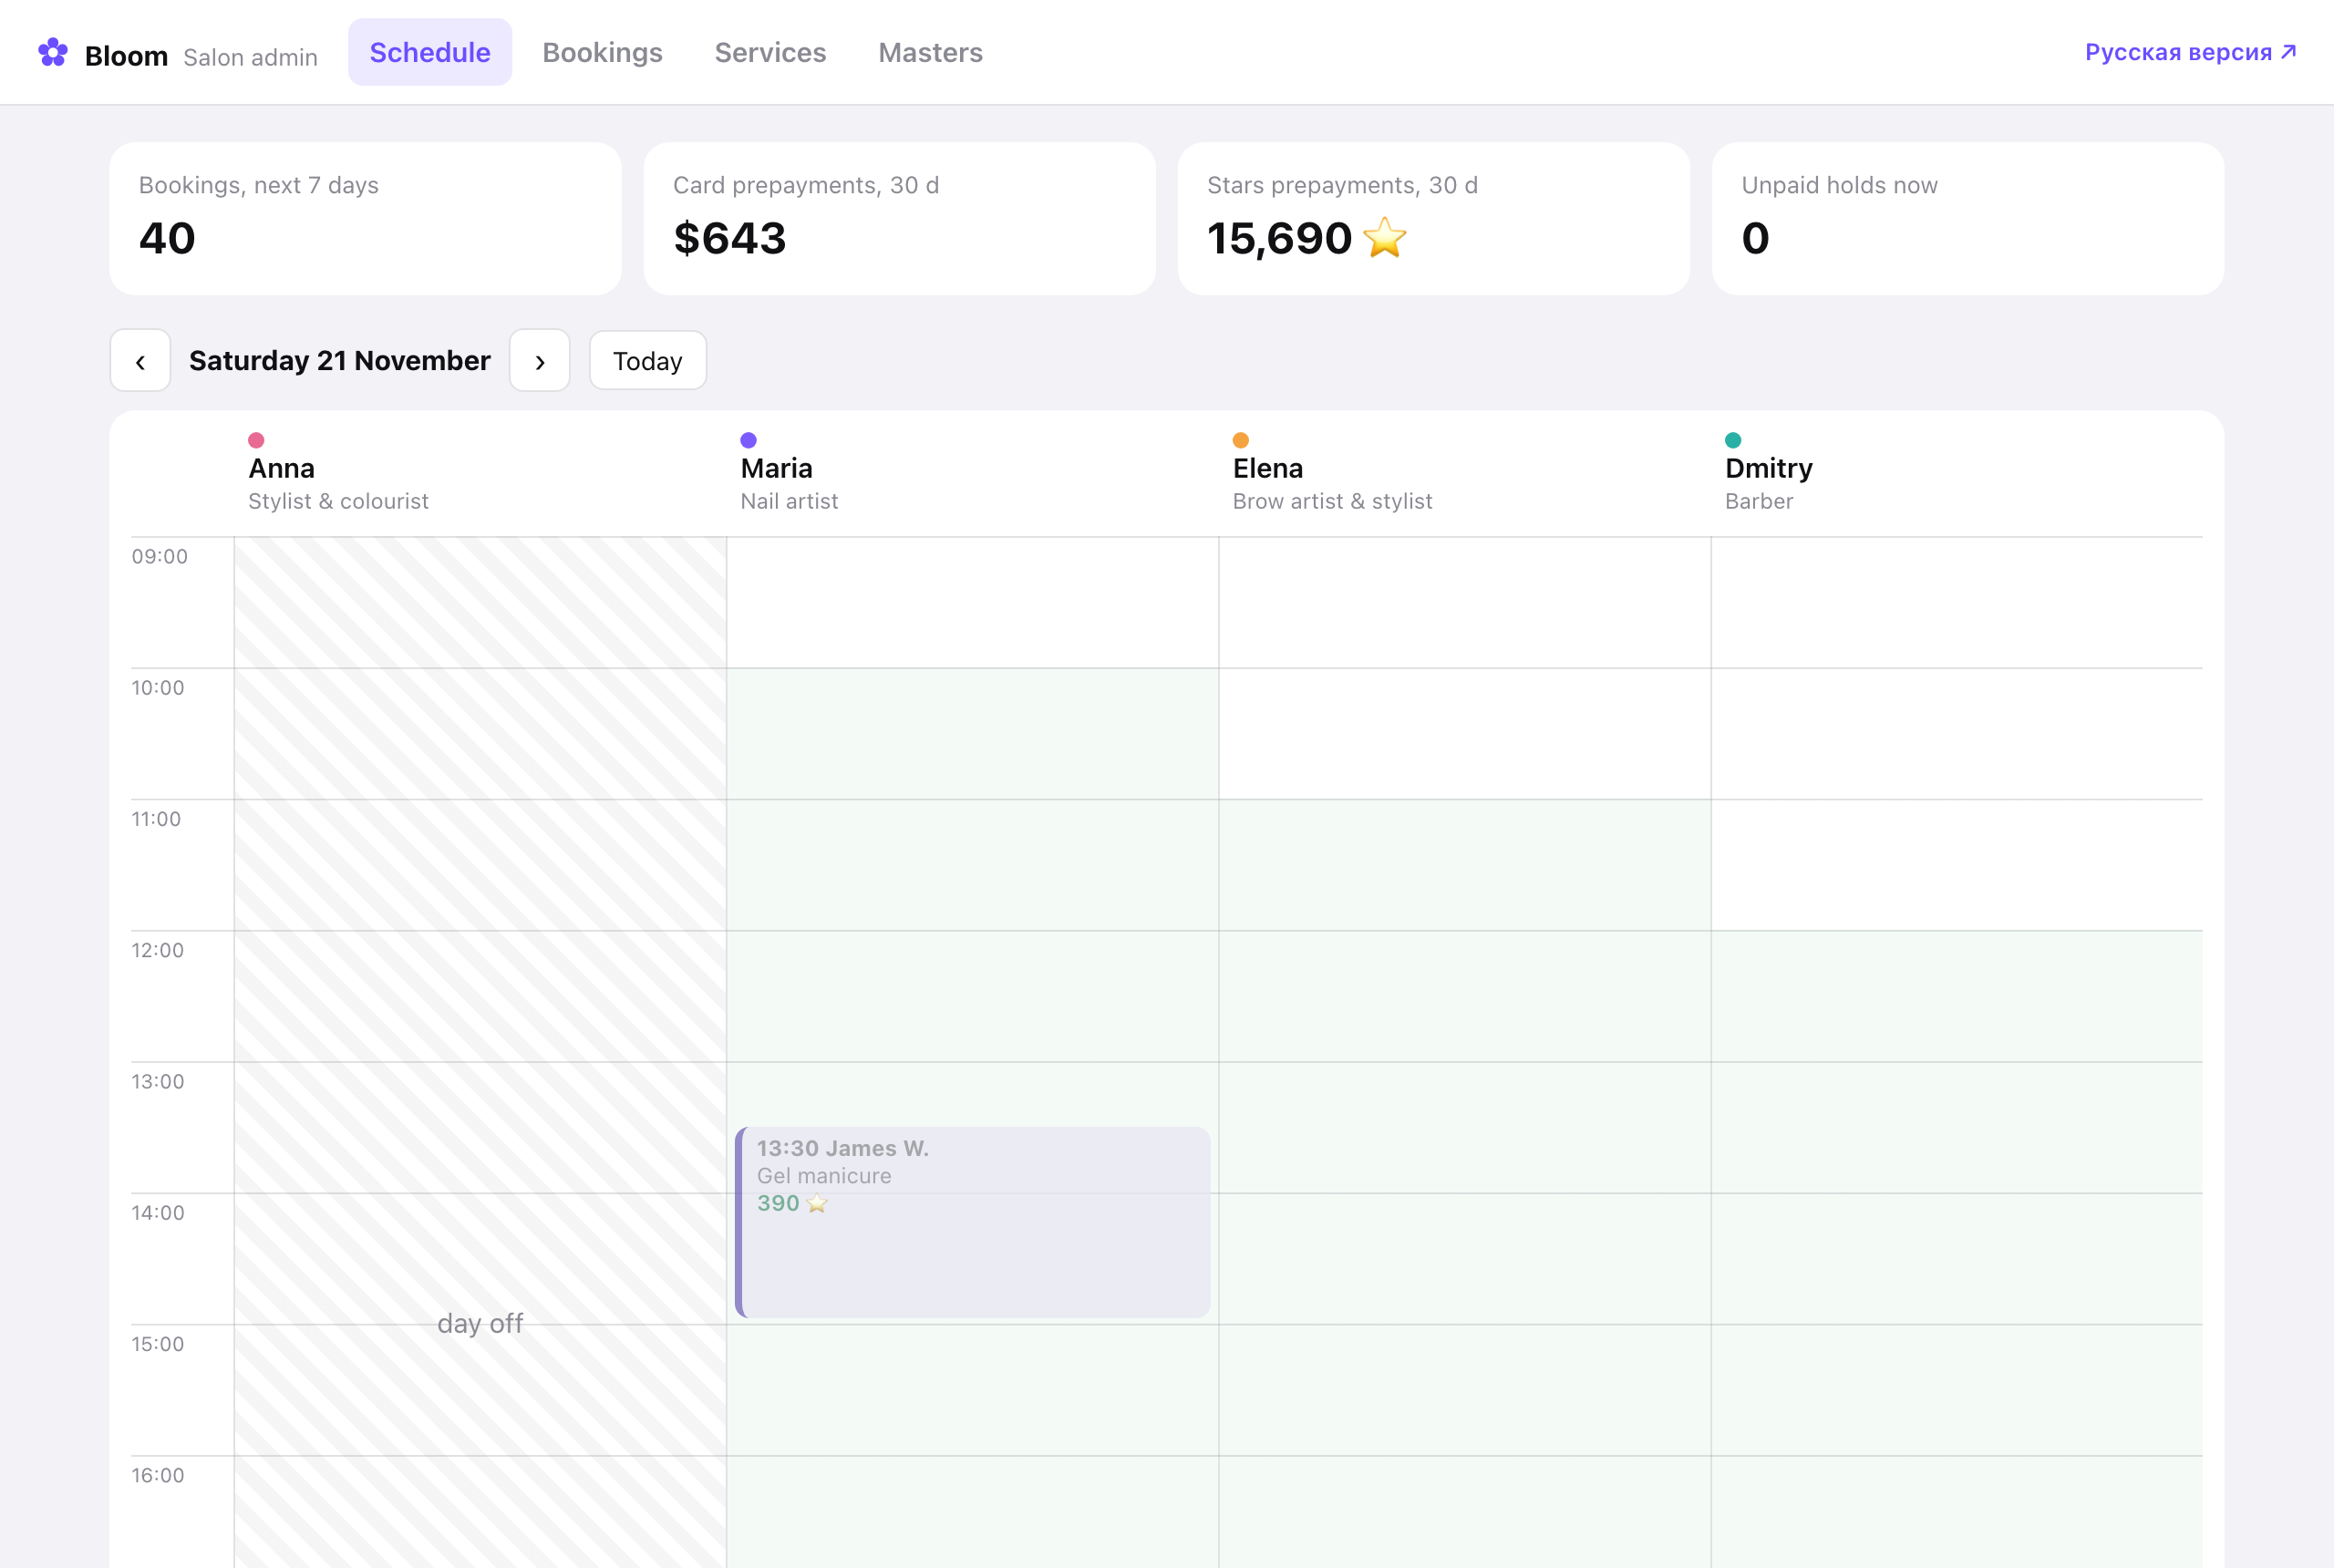 Bloom Salon admin Schedule Bookings Services Masters Русская версия ↗
Bookings, next 7 days
40
Card prepayments, 30 d
$643
Stars prepayments, 30 d
15,690 ⭐
Unpaid holds now
0
‹ Saturday 21 November › Today
Anna
Stylist & colourist
Maria
Nail artist
Elena
Brow artist & stylist
Dmitry
Barber
09:00
10:00
11:00
12:00
13:00
13:30 James W.
Gel manicure
390 ⭐
14:00
day off
15:00
16:00